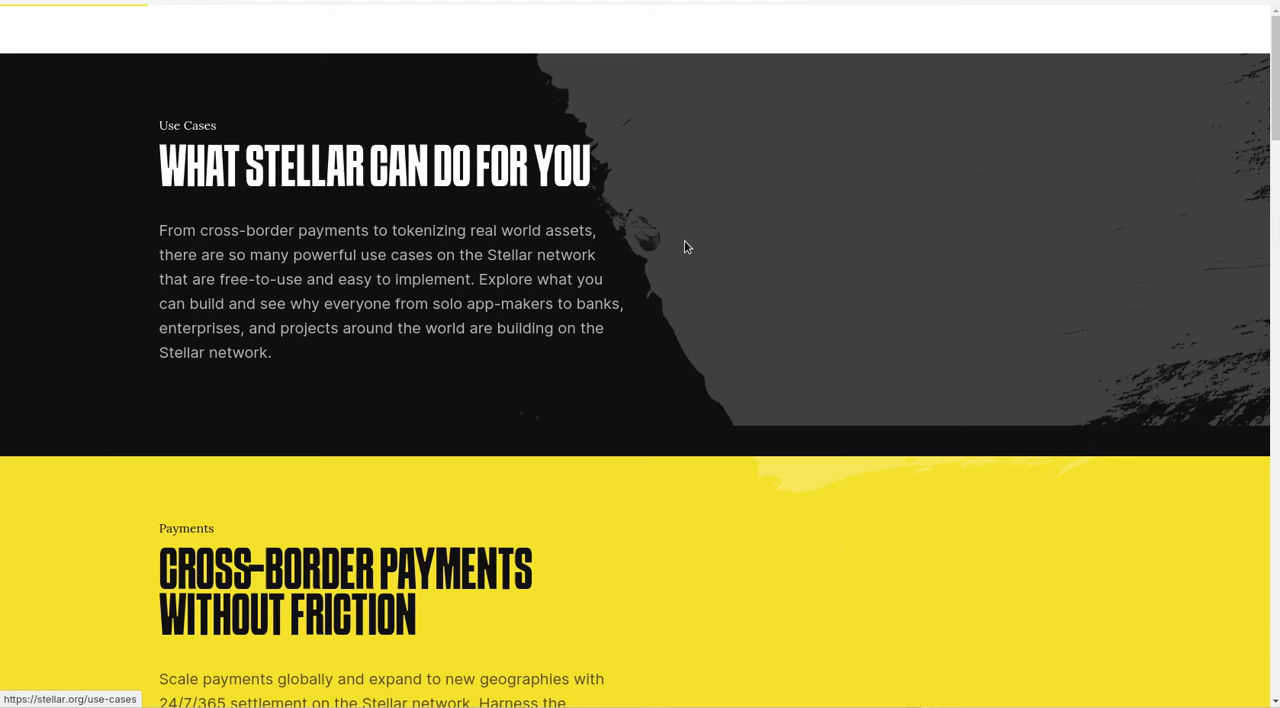 Use Cases
WHAT STELLAR CAN DO FOR YOU
From cross-border payments to tokenizing real world assets,
there are so many powerful use cases on the Stellar network
that are free-to-use and easy to implement. Explore what you
can build and see why everyone from solo app-makers to banks,
enterprises, and projects around the world are building on the
Stellar network.
Payments
CROSS-BORDER PAYMENTS
WITHOUT FRICTION
Scale payments globally and expand to new geographies with
24/7/365 settlement on the Stellar network. Harness the
https://stellar.org/use-cases